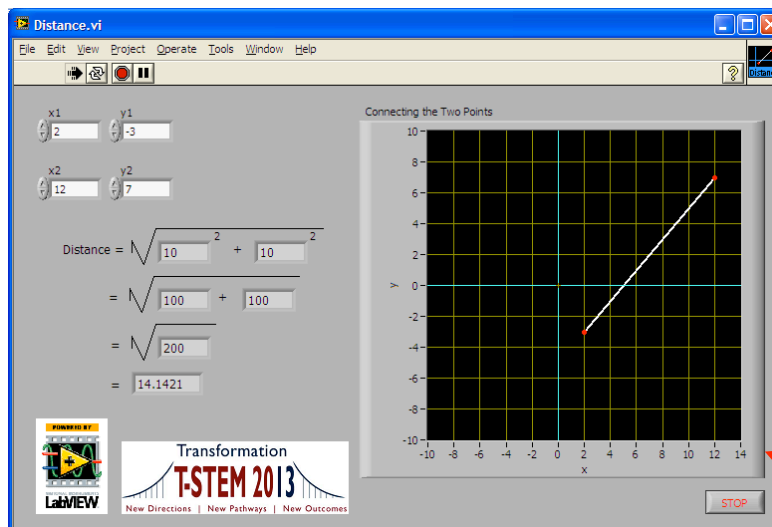 Distance.vi
File Edit View Project Operate Tools Window Help
x1 y1
2 -3
x2 y2
12 7
Distance = √ 10 2 + 10 2
= √ 100 + 100
= √ 200
= 14.1421
Connecting the Two Points
10
8
6
4
2
0
-2
-4
-6
-8
-10
y
-10 -8 -6 -4 -2 0 2 4 6 8 10 12 14
x
POWERED BY
LabVIEW
Transformation
T-STEM 2013
New Directions | New Pathways | New Outcomes
STOP
?